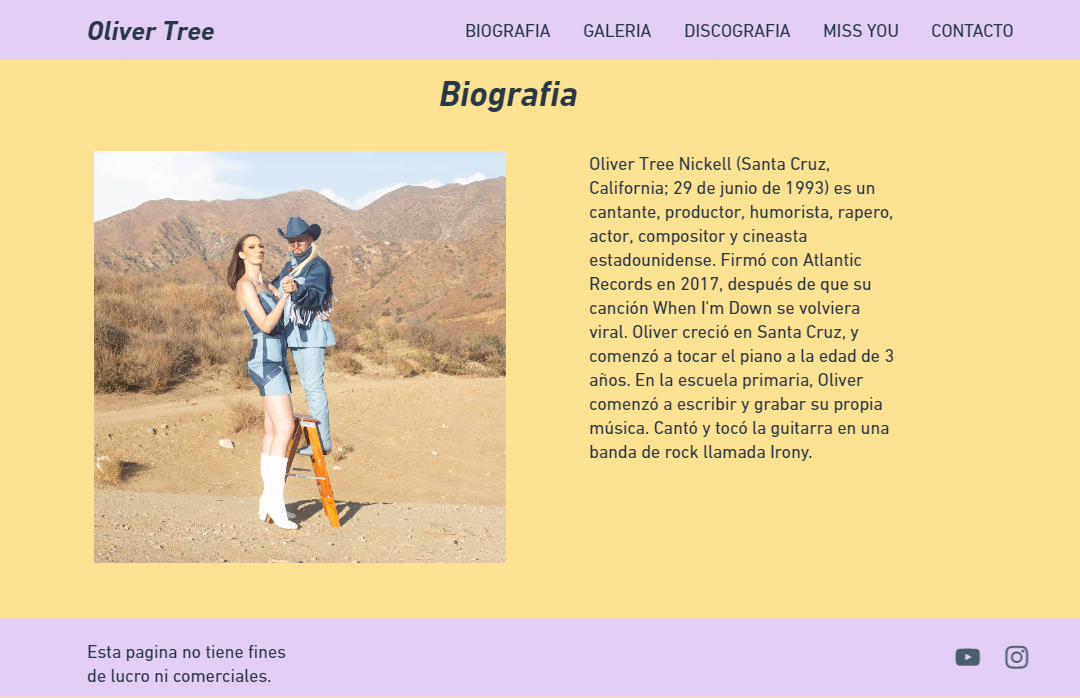 Oliver Tree
BIOGRAFIA GALERIA DISCOGRAFIA MISS YOU CONTACTO
Biografia
Oliver Tree Nickell (Santa Cruz,
California; 29 de junio de 1993) es un
cantante, productor, humorista, rapero,
actor, compositor y cineasta
estadounidense. Firmó con Atlantic
Records en 2017, después de que su
canción When I'm Down se volviera
viral. Oliver creció en Santa Cruz, y
comenzó a tocar el piano a la edad de 3
años. En la escuela primaria, Oliver
comenzó a escribir y grabar su propia
música. Cantó y tocó la guitarra en una
banda de rock llamada Irony.
Esta pagina no tiene fines
de lucro ni comerciales.